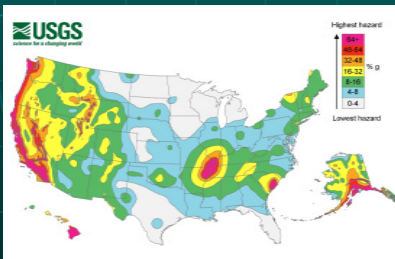 USGS
science for a changing world
Highest hazard
64+
48-64
32-48
16-32
8-16
4-8
0-4
% g
Lowest hazard